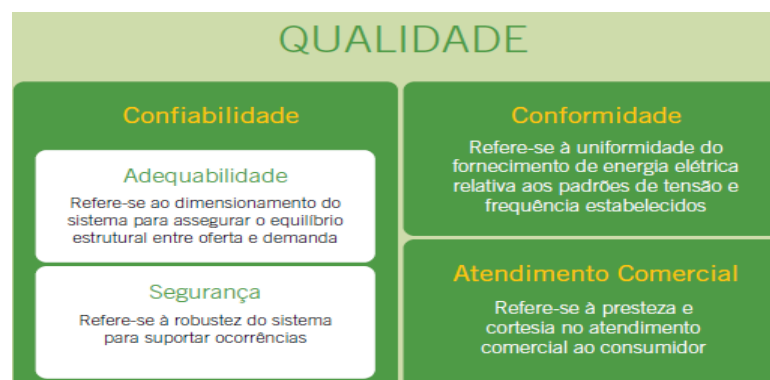 QUALIDADE
Confiabilidade
Adequabilidade
Refere-se ao dimensionamento do
sistema para assegurar o equilíbrio
estrutural entre oferta e demanda
Segurança
Refere-se à robustez do sistema
para suportar ocorrências
Conformidade
Refere-se à uniformidade do
fornecimento de energia elétrica
relativa aos padrões de tensão e
frequência estabelecidos
Atendimento Comercial
Refere-se à presteza e
cortesia no atendimento
comercial ao consumidor